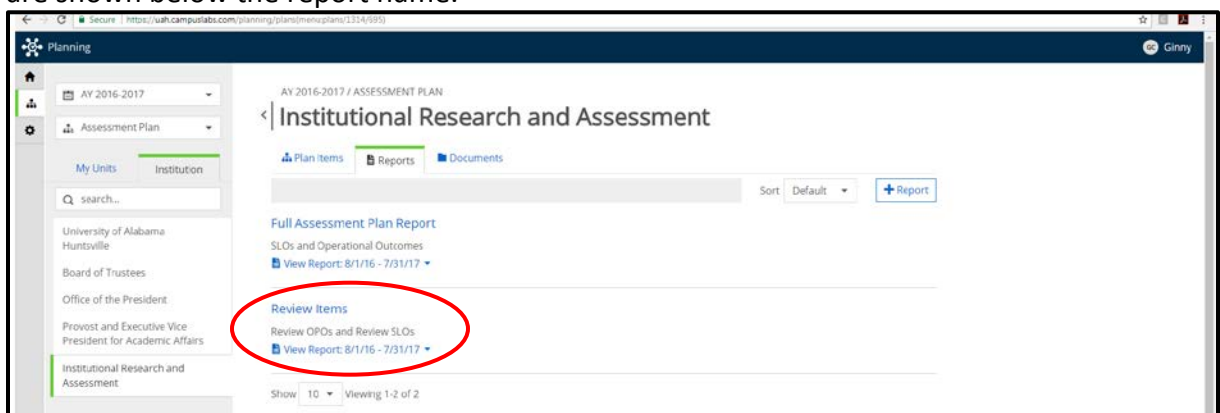 are shown below the report name.
Secure | https://uah.campuslabs.com/planning/plans(menu:plans/1314/695)
Planning
GC Ginny
AY 2016-2017
Assessment Plan
My Units Institution
search...
University of Alabama
Huntsville
Board of Trustees
Office of the President
Provost and Executive Vice
President for Academic Affairs
Institutional Research and
Assessment
AY 2016-2017 / ASSESSMENT PLAN
Institutional Research and Assessment
Plan Items Reports Documents
Sort Default + Report
Full Assessment Plan Report
SLOs and Operational Outcomes
View Report: 8/1/16 - 7/31/17
Review Items
Review OPOs and Review SLOs
View Report: 8/1/16 - 7/31/17
Show 10 Viewing 1-2 of 2